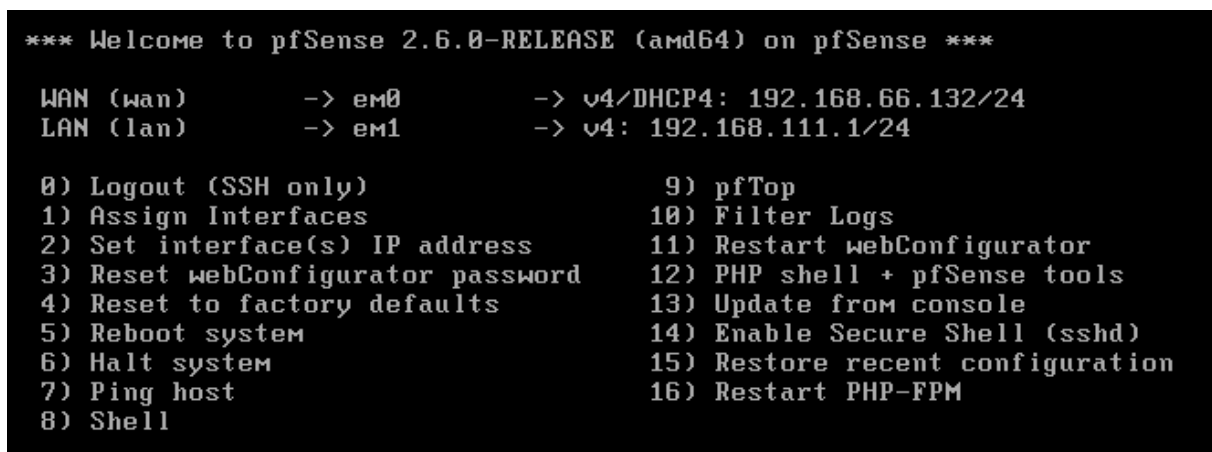 *** Welcome to pfSense 2.6.0-RELEASE (amd64) on pfSense ***
WAN (wan) -> em0 -> v4/DHCP4: 192.168.66.132/24
LAN (lan) -> em1 -> v4: 192.168.111.1/24
0) Logout (SSH only) 9) pfTop
1) Assign Interfaces 10) Filter Logs
2) Set interface(s) IP address 11) Restart webConfigurator
3) Reset webConfigurator password 12) PHP shell + pfSense tools
4) Reset to factory defaults 13) Update from console
5) Reboot system 14) Enable Secure Shell (sshd)
6) Halt system 15) Restore recent configuration
7) Ping host 16) Restart PHP-FPM
8) Shell